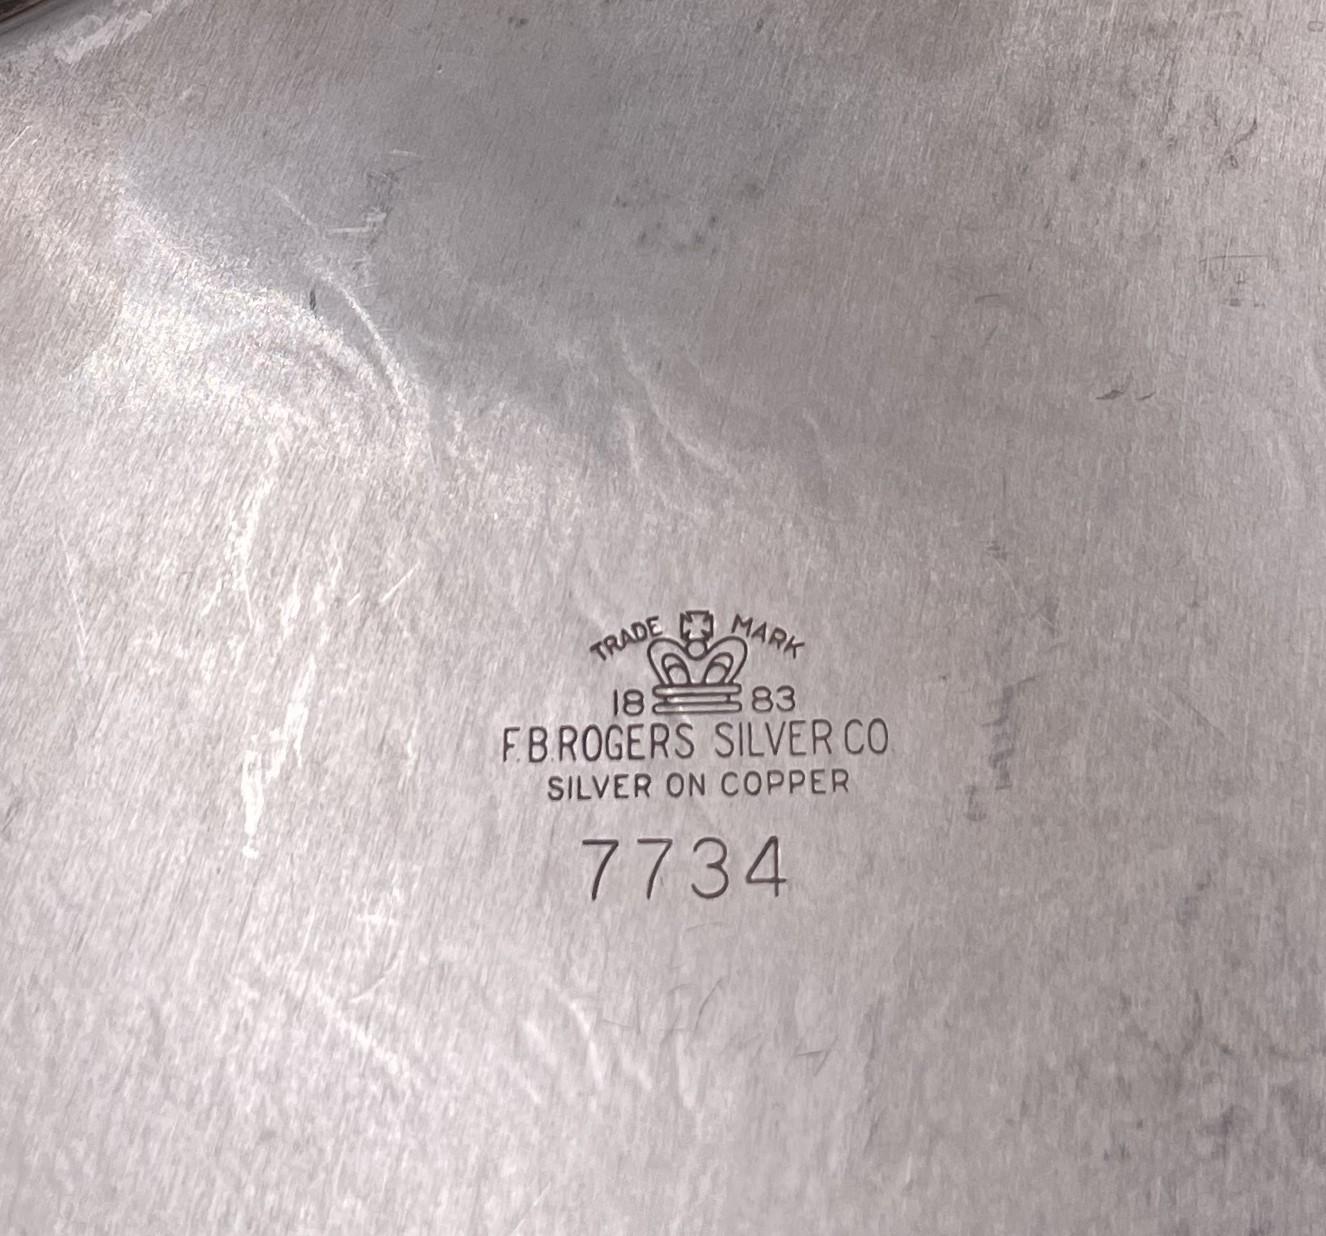 TRADE MARK
18 83
F.B.ROGERS SILVER CO
SILVER ON COPPER
7734